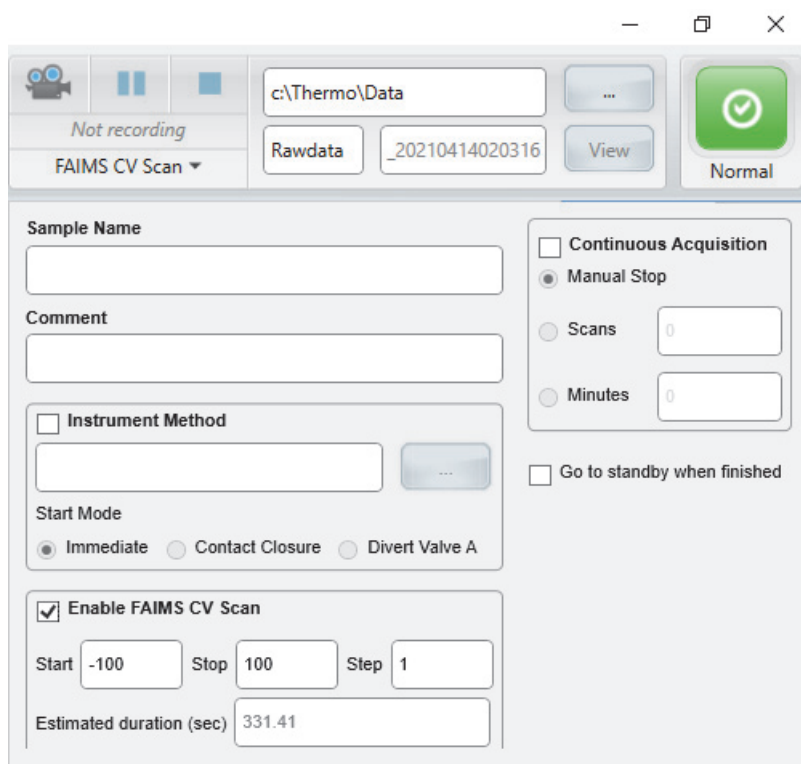 c:\Thermo\Data
...
Not recording
Rawdata
_20210414020316
View
FAIMS CV Scan
Normal
Sample Name
Comment
Instrument Method
...
Start Mode
Immediate
Contact Closure
Divert Valve A
Enable FAIMS CV Scan
Start -100 Stop 100 Step 1
Estimated duration (sec) 331.41
Continuous Acquisition
Manual Stop
Scans 0
Minutes 0
Go to standby when finished